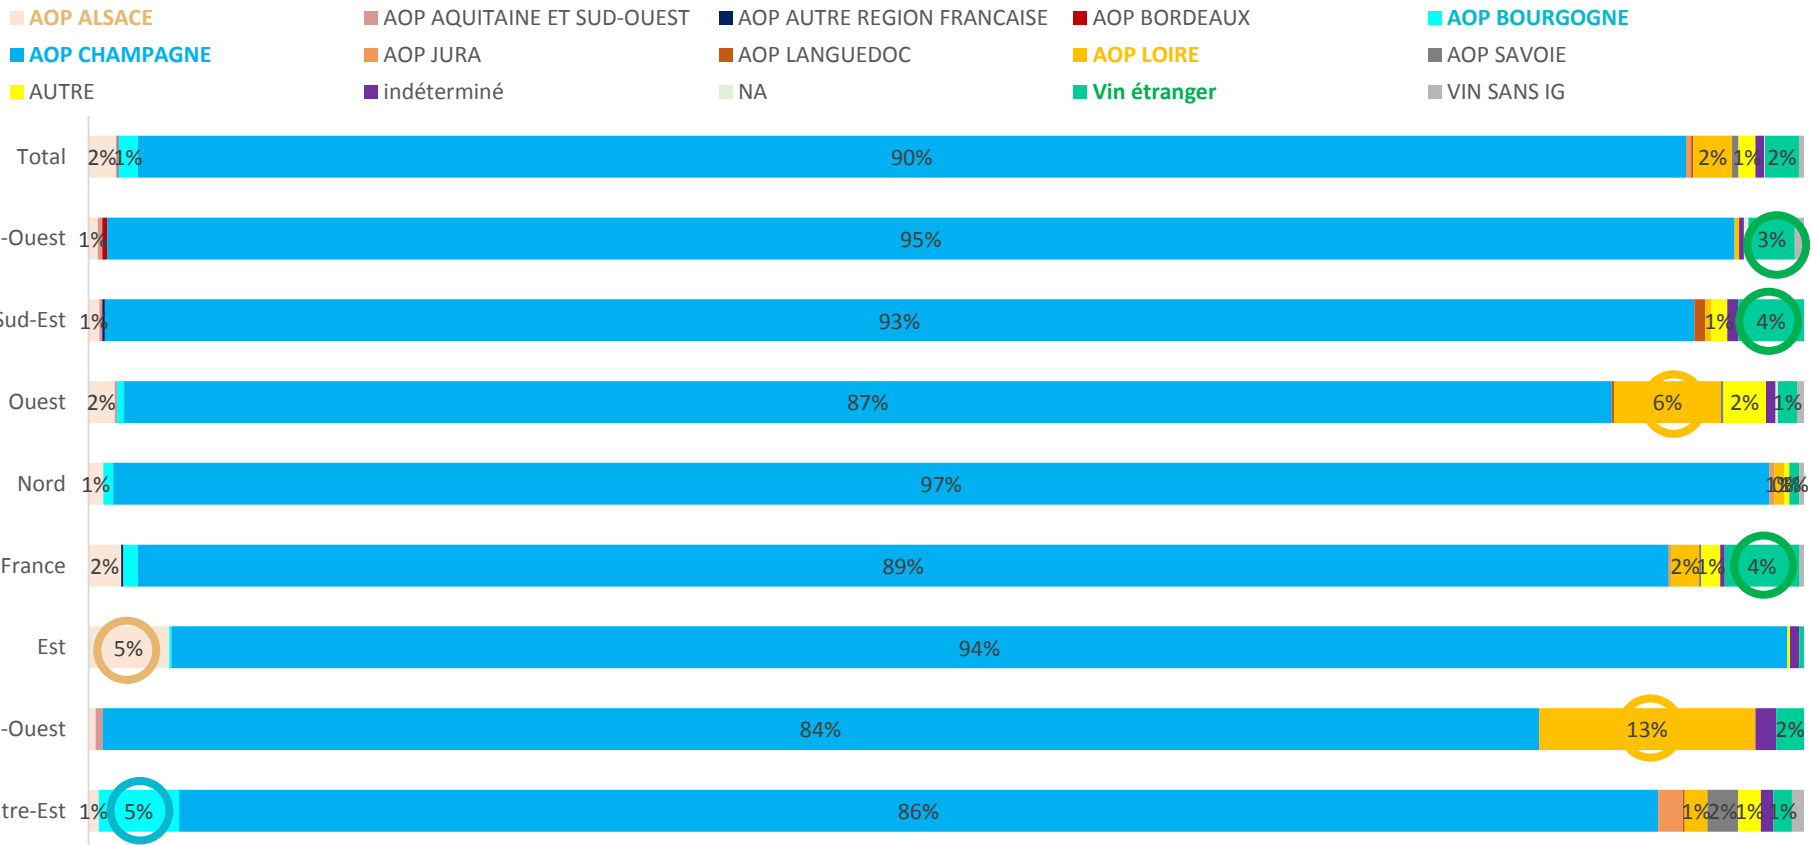 AOP ALSACE AOP AQUITAINE ET SUD-OUEST AOP AUTRE REGION FRANCAISE AOP BORDEAUX AOP BOURGOGNE
AOP CHAMPAGNE AOP JURA AOP LANGUEDOC AOP LOIRE AOP SAVOIE
AUTRE indéterminé NA Vin étranger VIN SANS IG
Total 2% 1% 90% 2% 1% 2%
-Ouest 1% 95% 3%
Sud-Est 1% 93% 1% 4%
Ouest 2% 87% 6% 2% 1%
Nord 1% 97%
France 2% 89% 2% 1% 4%
Est 5% 94%
-Ouest 84% 13% 2%
tre-Est 1% 5% 86% 1% 2% 1% 1%